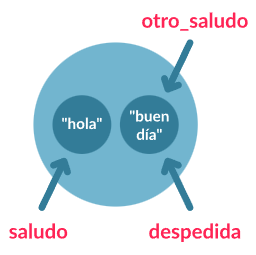 otro_saludo
"hola"
"buen
día"
saludo
despedida